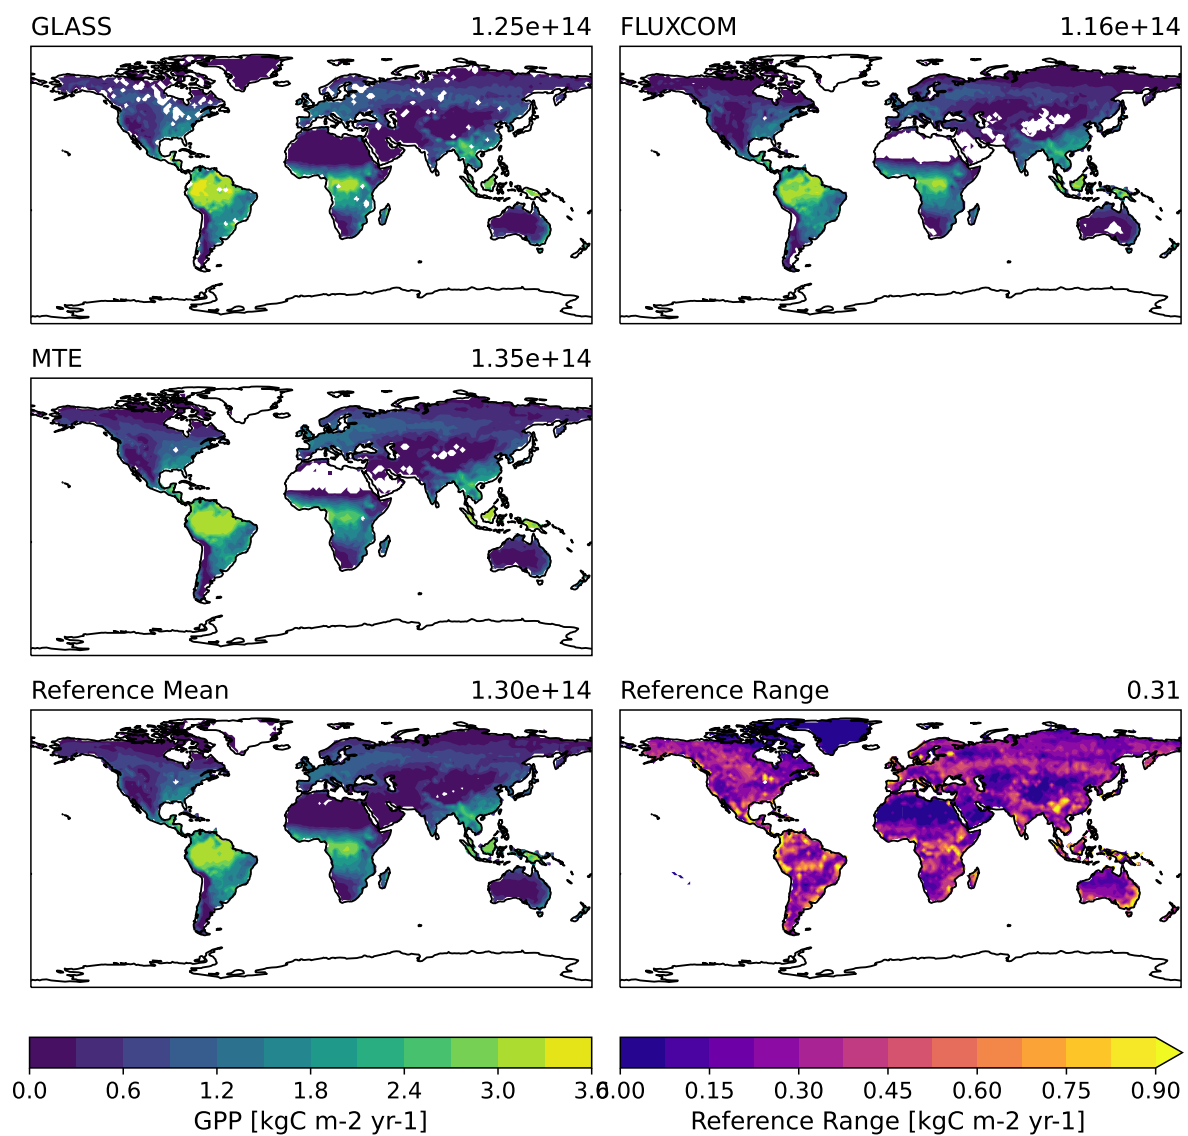 GLASS 1.25e+14
FLUXCOM 1.16e+14
MTE 1.35e+14
Reference Mean 1.30e+14
Reference Range 0.31
0.0 0.6 1.2 1.8 2.4 3.0 3.6
GPP [kgC m-2 yr-1]
0.00 0.15 0.30 0.45 0.60 0.75 0.90
Reference Range [kgC m-2 yr-1]